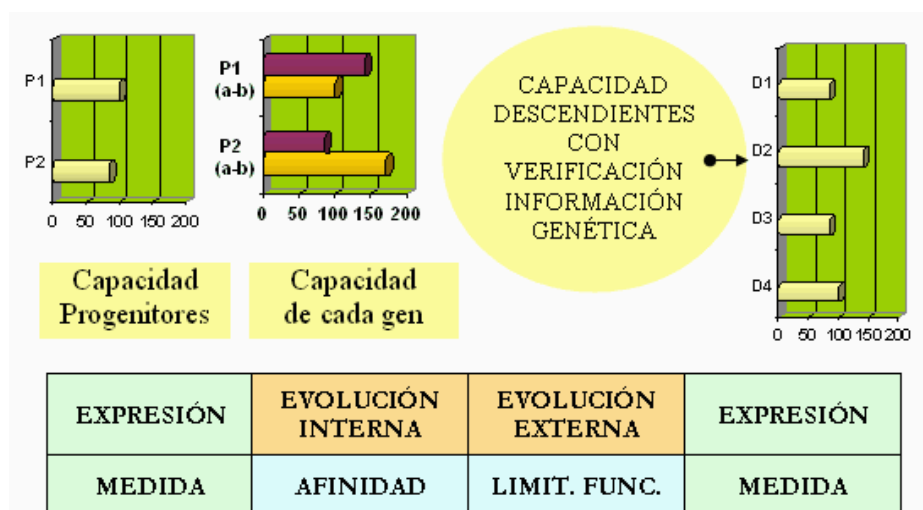 P1
P2
0 50 100 150 200
Capacidad
Progenitores
P1
(a-b)
P2
(a-b)
0 50 100 150 200
Capacidad
de cada gen
CAPACIDAD
DESCENDIENTES
CON
VERIFICACIÓN
INFORMACIÓN
GENÉTICA
D1
D2
D3
D4
0 50 100 150 200
EXPRESIÓN
EVOLUCIÓN
INTERNA
EVOLUCIÓN
EXTERNA
EXPRESIÓN
MEDIDA
AFINIDAD
LIMIT. FUNC.
MEDIDA